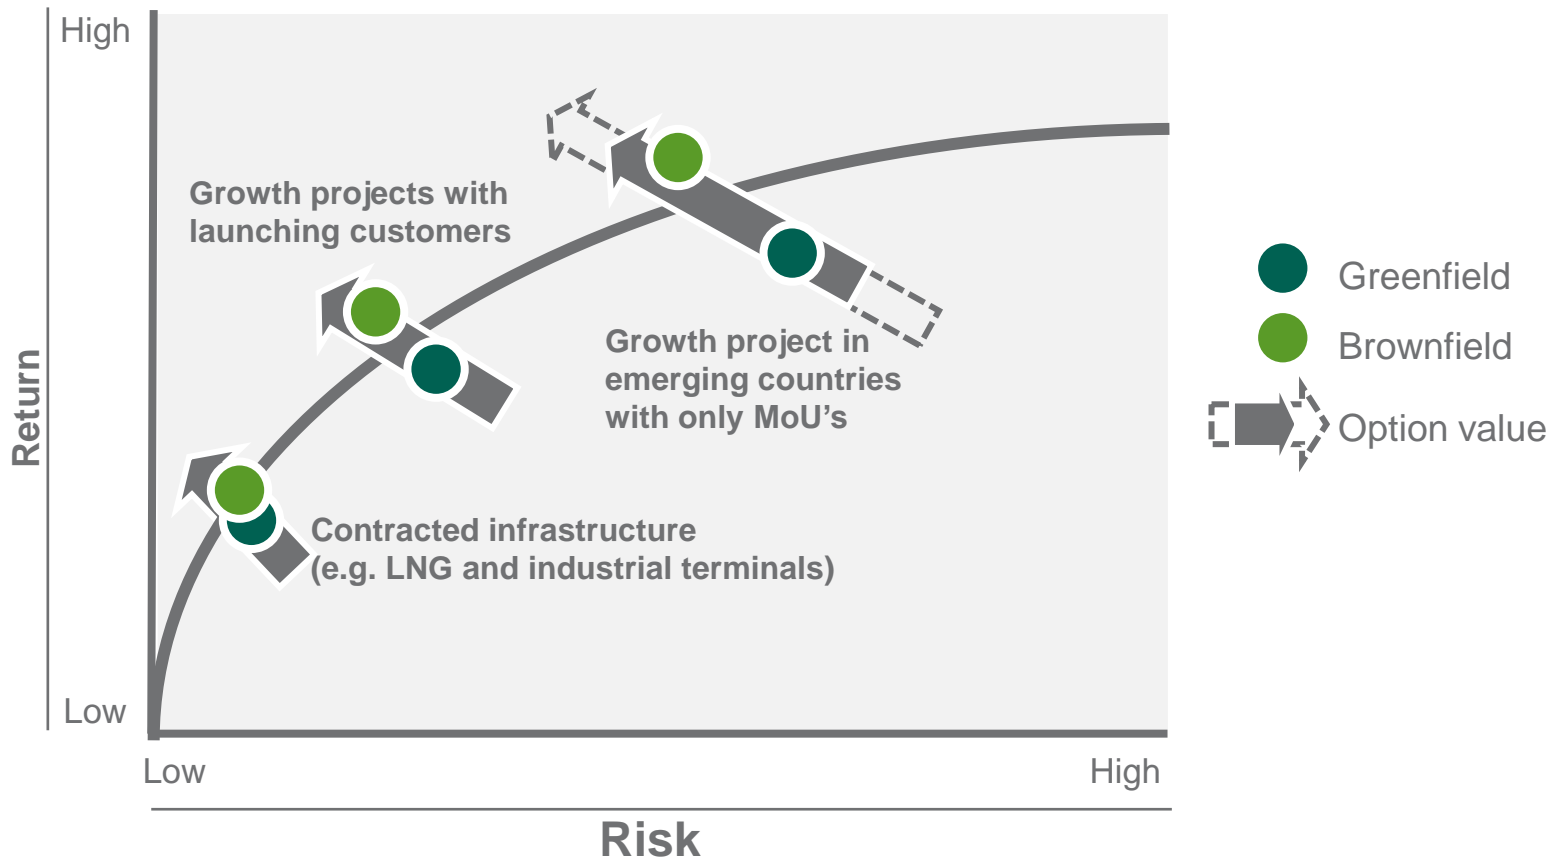 High
Growth projects with
launching customers
Greenfield
Brownfield
Growth project in
emerging countries
with only MoU's
Option value
Return
Contracted infrastructure
(e.g. LNG and industrial terminals)
Low
Low
High
Risk